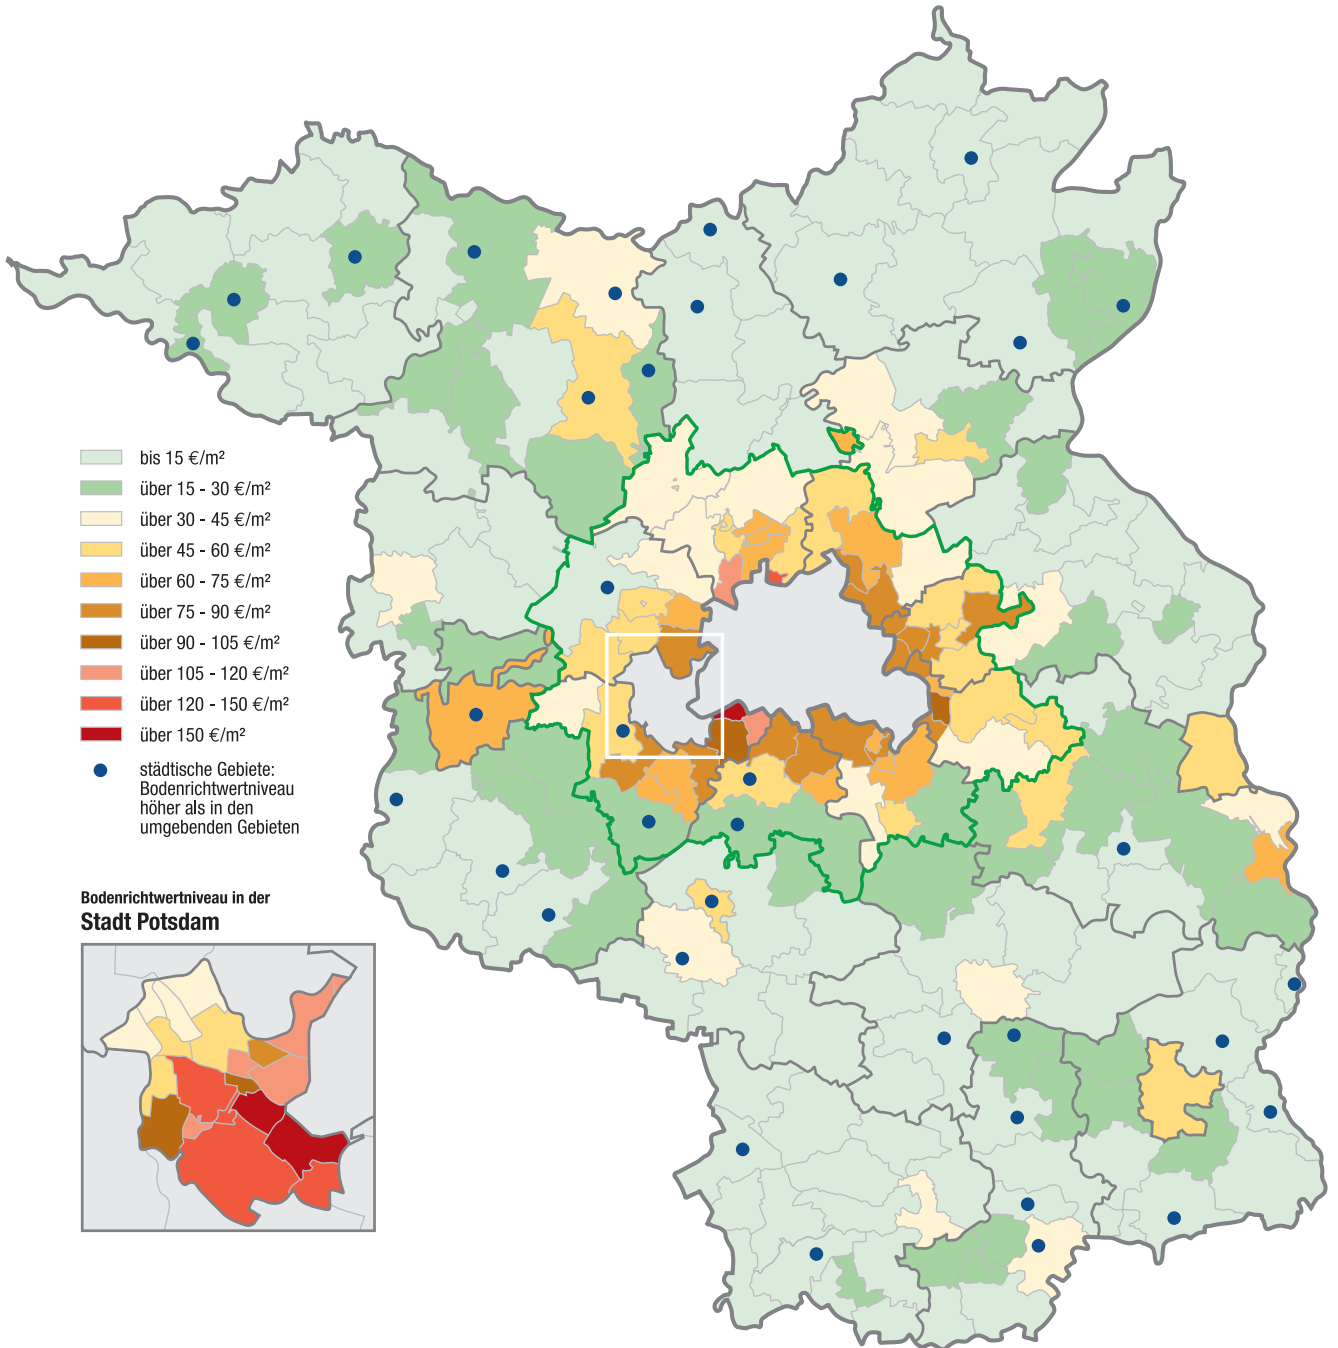 bis 15 €/m²
über 15 - 30 €/m²
über 30 - 45 €/m²
über 45 - 60 €/m²
über 60 - 75 €/m²
über 75 - 90 €/m²
über 90 - 105 €/m²
über 105 - 120 €/m²
über 120 - 150 €/m²
über 150 €/m²
städtische Gebiete:
Bodenrichtwertniveau
höher als in den
umgebenden Gebieten
Bodenrichtwertniveau in der
Stadt Potsdam